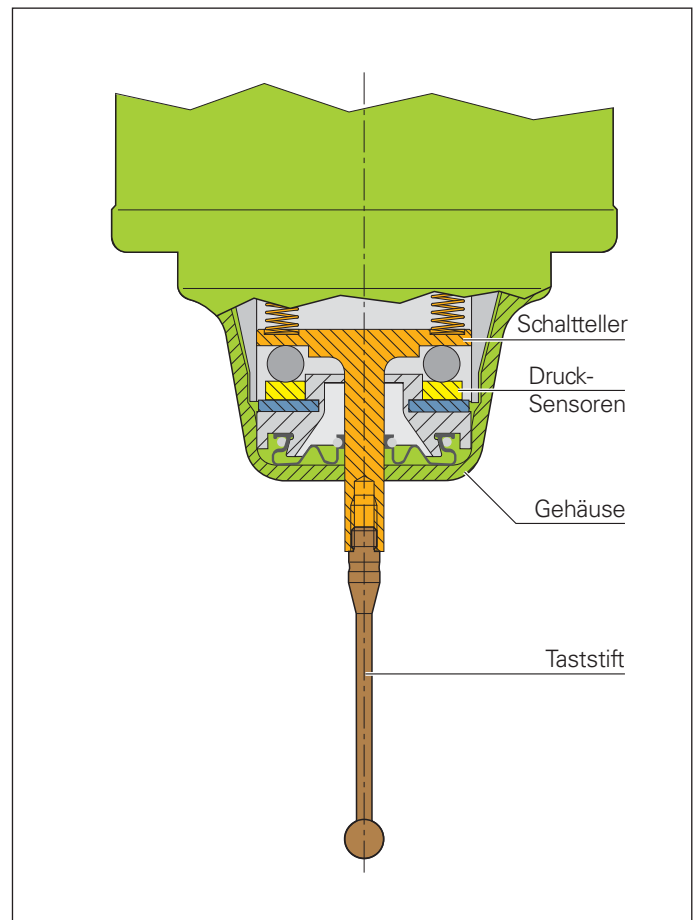 Schaltteller
Druck-
Sensoren
Gehäuse
Taststift